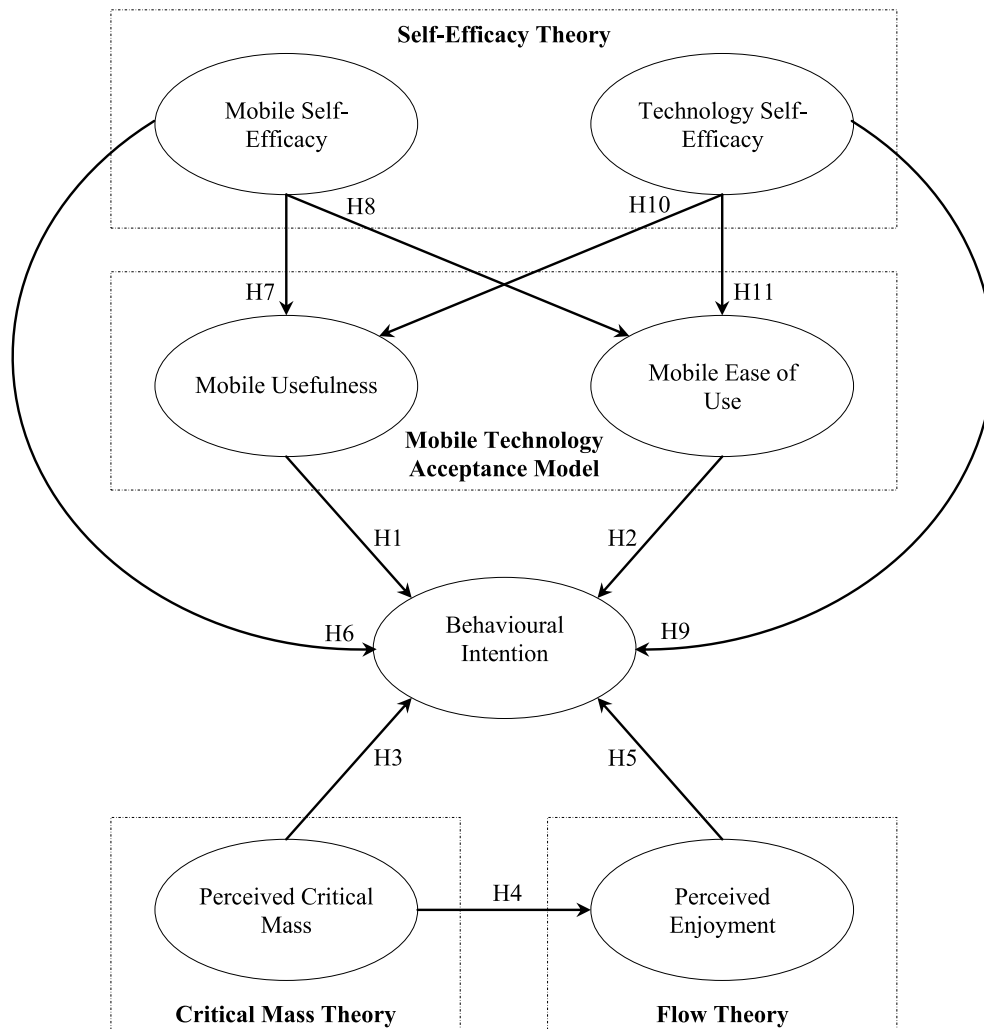 Self-Efficacy Theory
Mobile Self-
Efficacy
Technology Self-
Efficacy
H8
H10
H7
H11
Mobile Usefulness
Mobile Ease of
Use
Mobile Technology
Acceptance Model
H1
H2
H6
Behavioural
Intention
H9
H3
H5
Perceived Critical
Mass
H4
Perceived
Enjoyment
Critical Mass Theory
Flow Theory